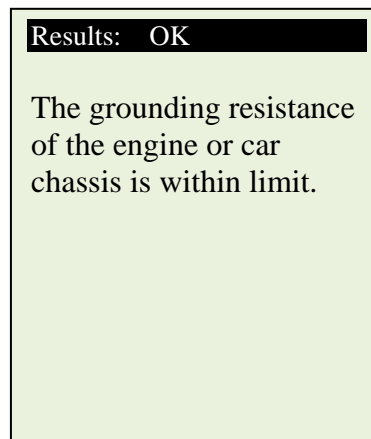 Results: OK
The grounding resistance
of the engine or car
chassis is within limit.